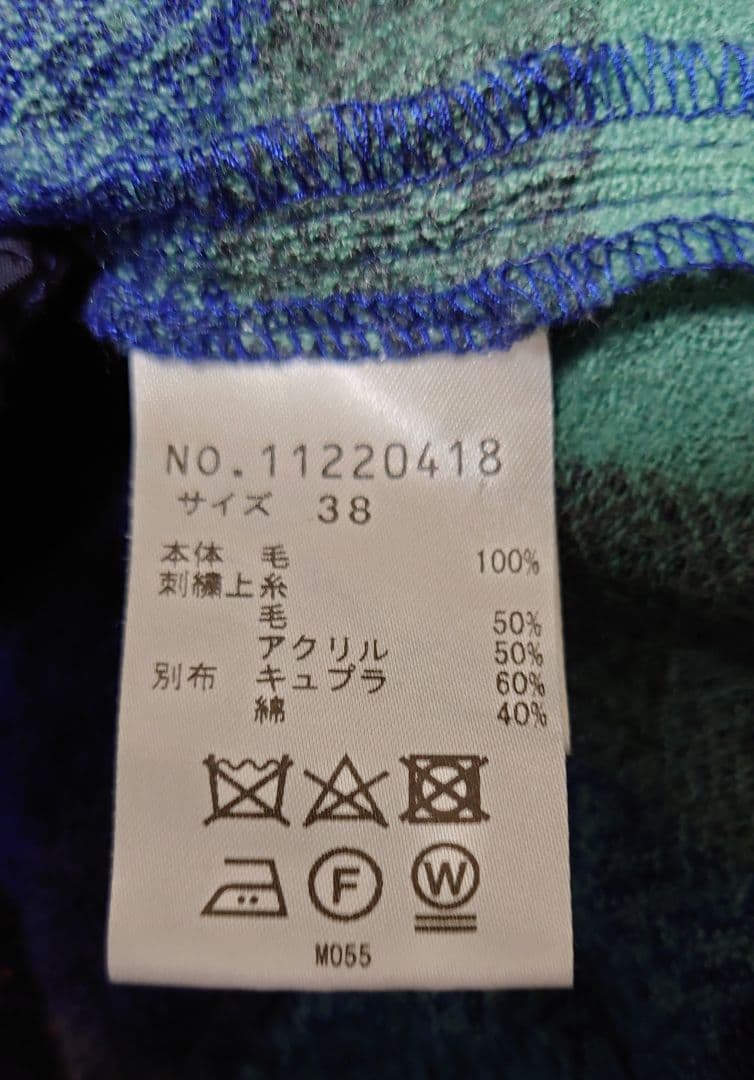 NO.11220418
サイズ 38
本体 毛 100%
刺繍上糸
毛 50%
アクリル 50%
別布 キュプラ 60%
綿 40%
F W
M055